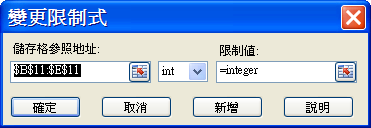 變更限制式
儲存格參照地址: 限制值:
$B$11:$E$11 int =integer
確定 取消 新增 說明